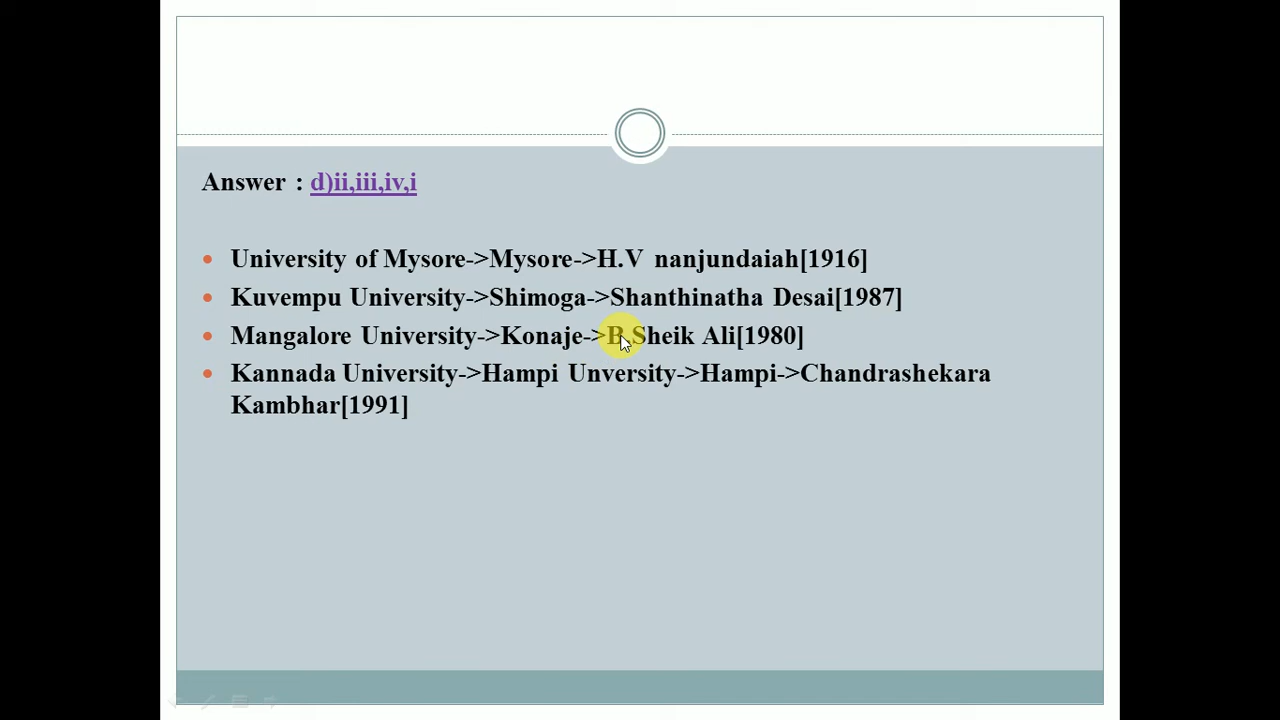 Answer : d)ii,iii,iv,i
University of Mysore->Mysore->H.V nanjundaiah[1916]
Kuvempu University->Shimoga->Shanthinatha Desai[1987]
Mangalore University->Konaje->B.Sheik Ali[1980]
Kannada University->Hampi Unversity->Hampi->Chandrashekara
Kambhar[1991]